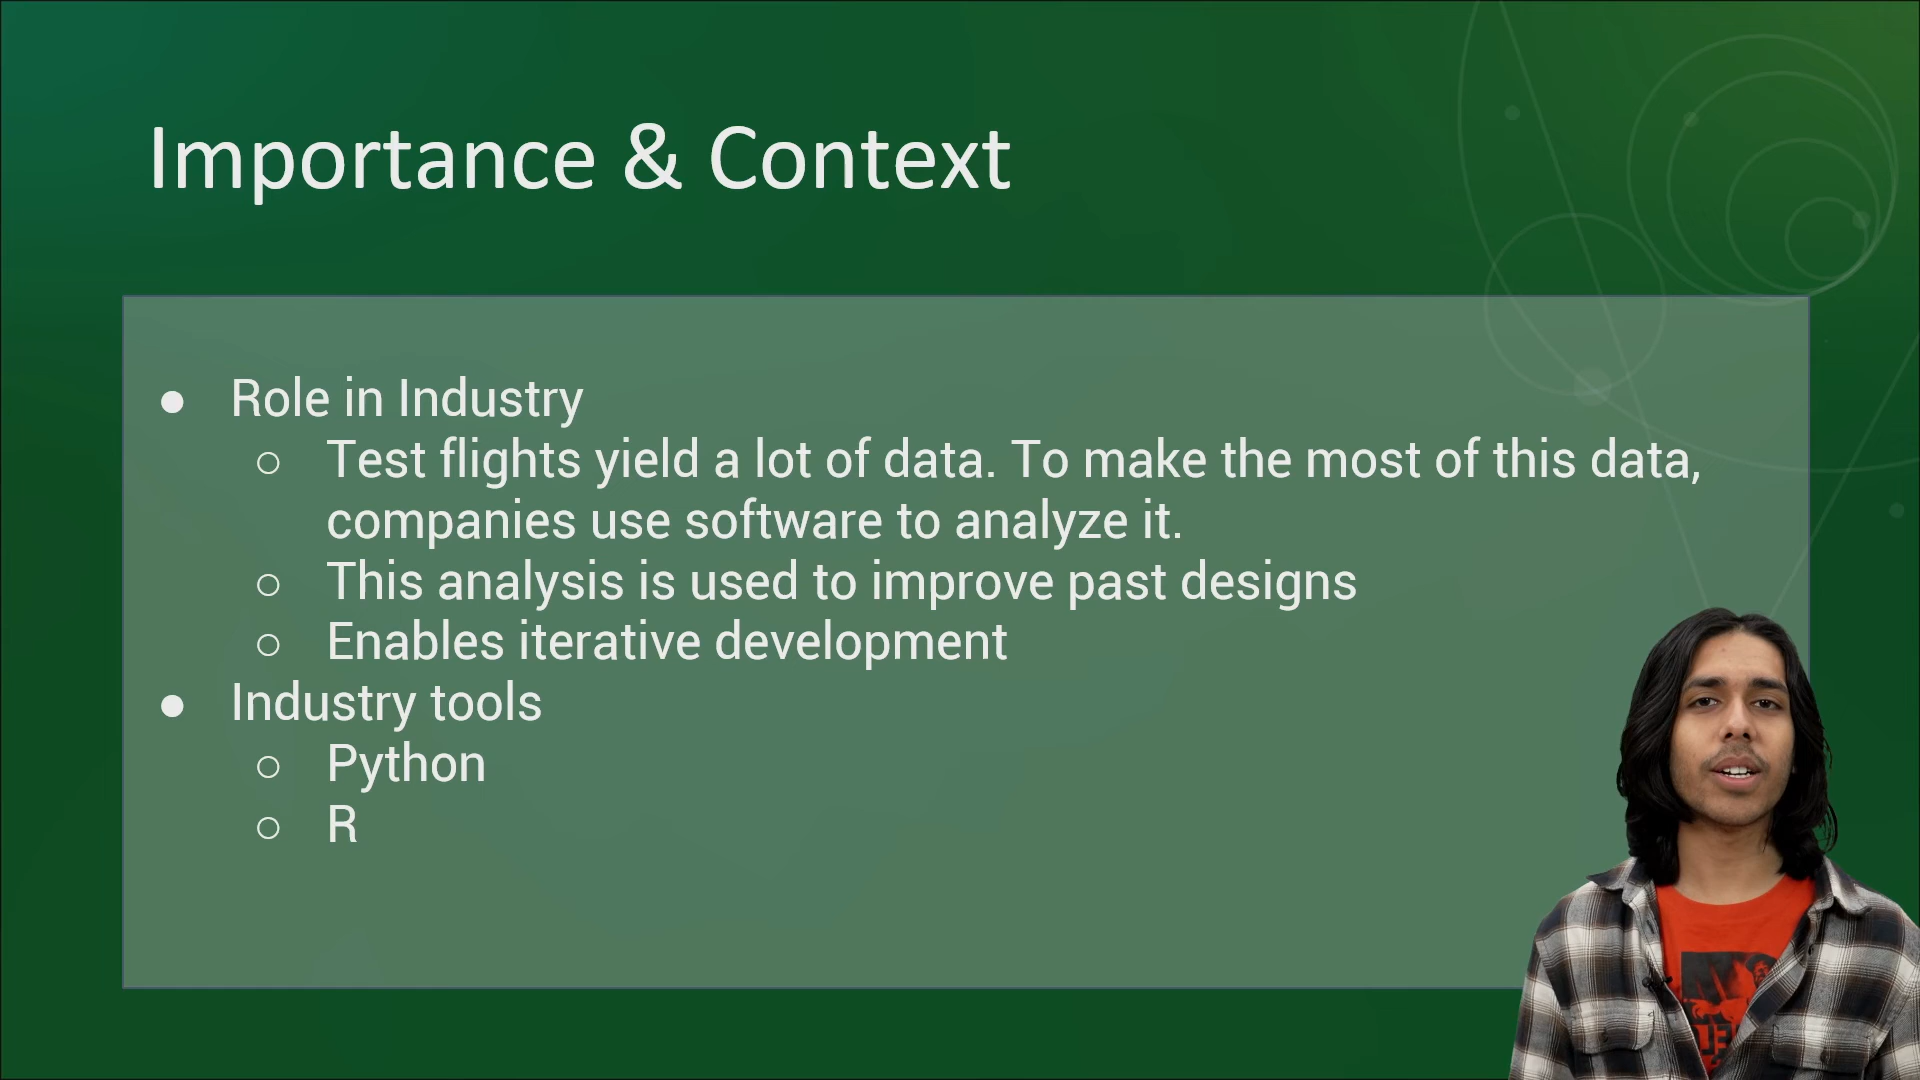 Importance & Context
● Role in Industry
○ Test flights yield a lot of data. To make the most of this data,
companies use software to analyze it.
○ This analysis is used to improve past designs
○ Enables iterative development
● Industry tools
○ Python
○ R